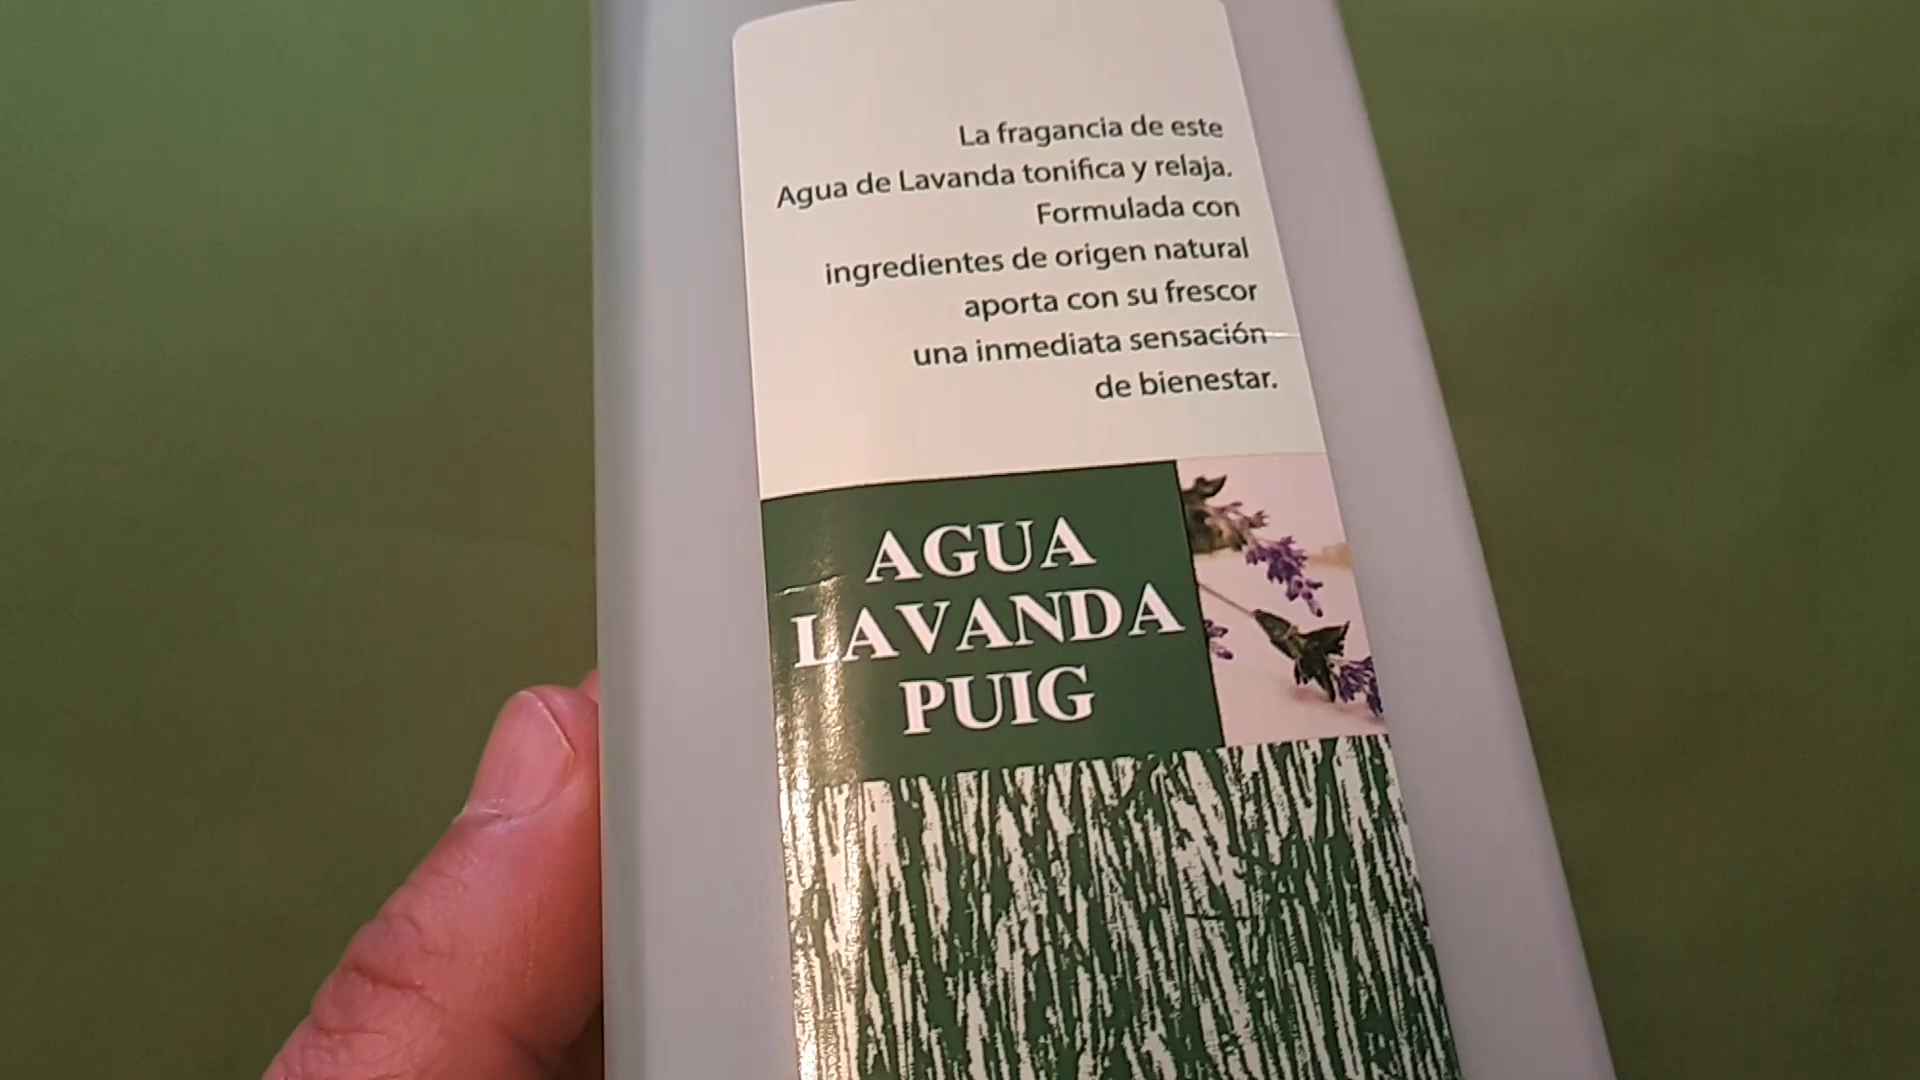 La fragancia de este
Agua de Lavanda tonifica y relaja.
Formulada con
ingredientes de origen natural
aporta con su frescor
una inmediata sensación
de bienestar.
AGUA
LAVANDA
PUIG